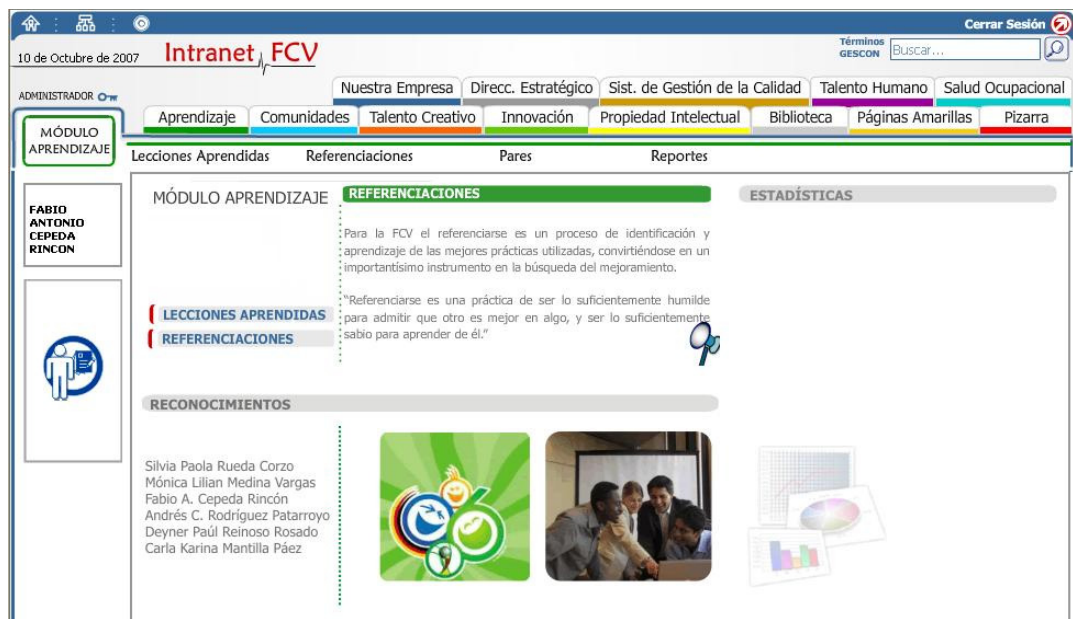 Cerrar Sesión
10 de Octubre de 2007
Intranet FCV
Términos
GESCON
Buscar...
ADMINISTRADOR
Nuestra Empresa
Direcc. Estratégico
Sist. de Gestión de la Calidad
Talento Humano
Salud Ocupacional
Aprendizaje
Comunidades
Talento Creativo
Innovación
Propiedad Intelectual
Biblioteca
Páginas Amarillas
Pizarra
MÓDULO
APRENDIZAJE
Lecciones Aprendidas
Referenciaciones
Pares
Reportes
FABIO
ANTONIO
CEPEDA
RINCON
MÓDULO APRENDIZAJE
LECCIONES APRENDIDAS
REFERENCIACIONES
REFERENCIACIONES
Para la FCV el referenciarse es un proceso de identificación y
aprendizaje de las mejores prácticas utilizadas, convirtiéndose en un
importantísimo instrumento en la búsqueda del mejoramiento.
"Referenciarse es una práctica de ser lo suficientemente humilde
para admitir que otro es mejor en algo, y ser lo suficientemente
sabio para aprender de él."
ESTADÍSTICAS
RECONOCIMIENTOS
Silvia Paola Rueda Corzo
Mónica Lilian Medina Vargas
Fabio A. Cepeda Rincón
Andrés C. Rodríguez Patarroyo
Deyner Paúl Reinoso Rosado
Carla Karina Mantilla Páez